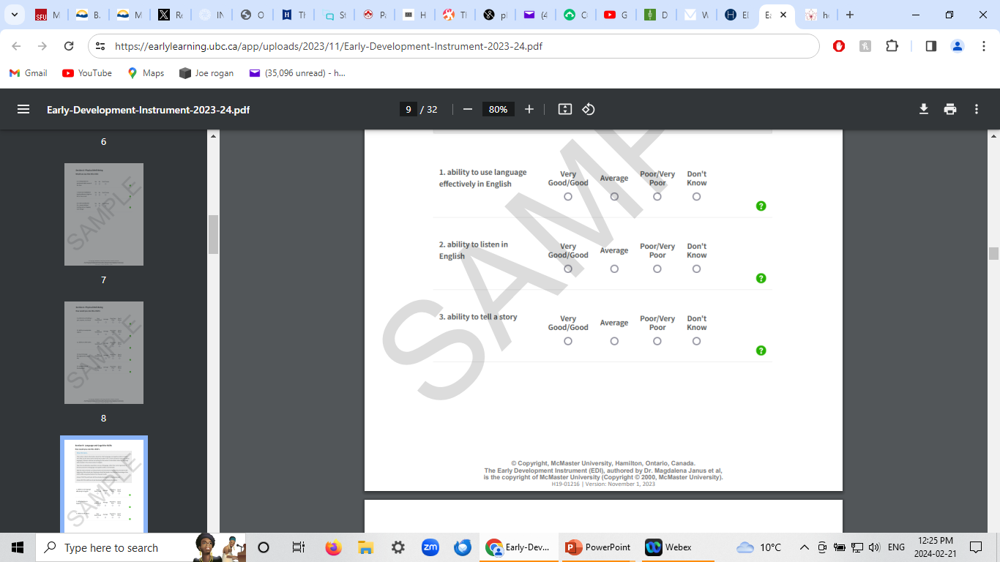 SFU
M
B.
M
Re
IN
O
Tl
St
Pa
H
Tl
pl
(4
C
G
D
W
El
Ea
h
https://earlylearning.ubc.ca/app/uploads/2023/11/Early-Development-Instrument-2023-24.pdf
Gmail
YouTube
Maps
Joe rogan
(35,096 unread) - h...
Early-Development-Instrument-2023-24.pdf
9 / 32
80%
6
SAMPLE
7
SAMPLE
8
SAMPLE
SAMP
1. ability to use language
effectively in English
Very
Good/Good
Average
Poor/Very
Poor
Don't
Know
?
2. ability to listen in
English
Very
Good/Good
Average
Poor/Very
Poor
Don't
Know
?
3. ability to tell a story
Very
Good/Good
Average
Poor/Very
Poor
Don't
Know
?
© Copyright, McMaster University, Hamilton, Ontario, Canada.
The Early Development Instrument (EDI), authored by Dr. Magdalena Janus et al,
is the copyright of McMaster University (Copyright © 2000, McMaster University).
H19-01216 | Version: November 1, 2023
Type here to search
zm
Early-Dev...
PowerPoint
Webex
10°C
ENG
12:25 PM
2024-02-21